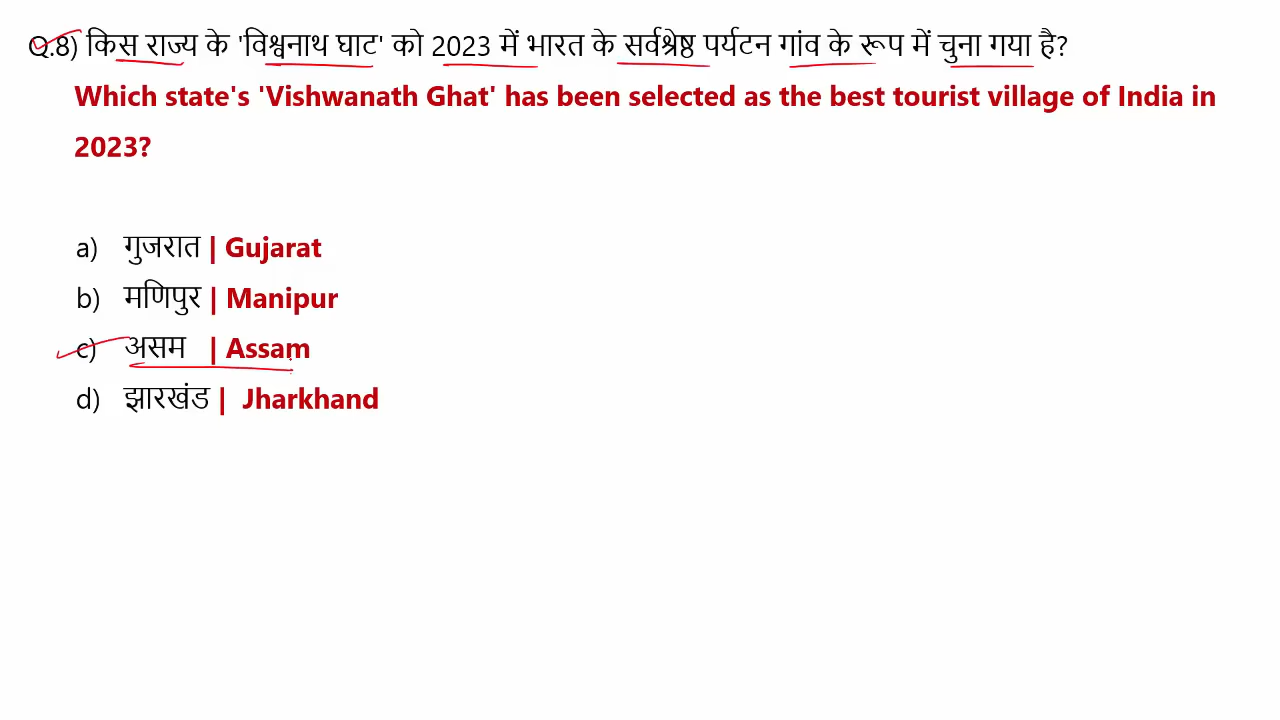 Q.8) किस राज्य के 'विश्वनाथ घाट' को 2023 में भारत के सर्वश्रेष्ठ पर्यटन गांव के रूप में चुना गया है?
Which state's 'Vishwanath Ghat' has been selected as the best tourist village of India in
2023?
a) गुजरात | Gujarat
b) मणिपुर | Manipur
c) असम | Assam
d) झारखंड | Jharkhand